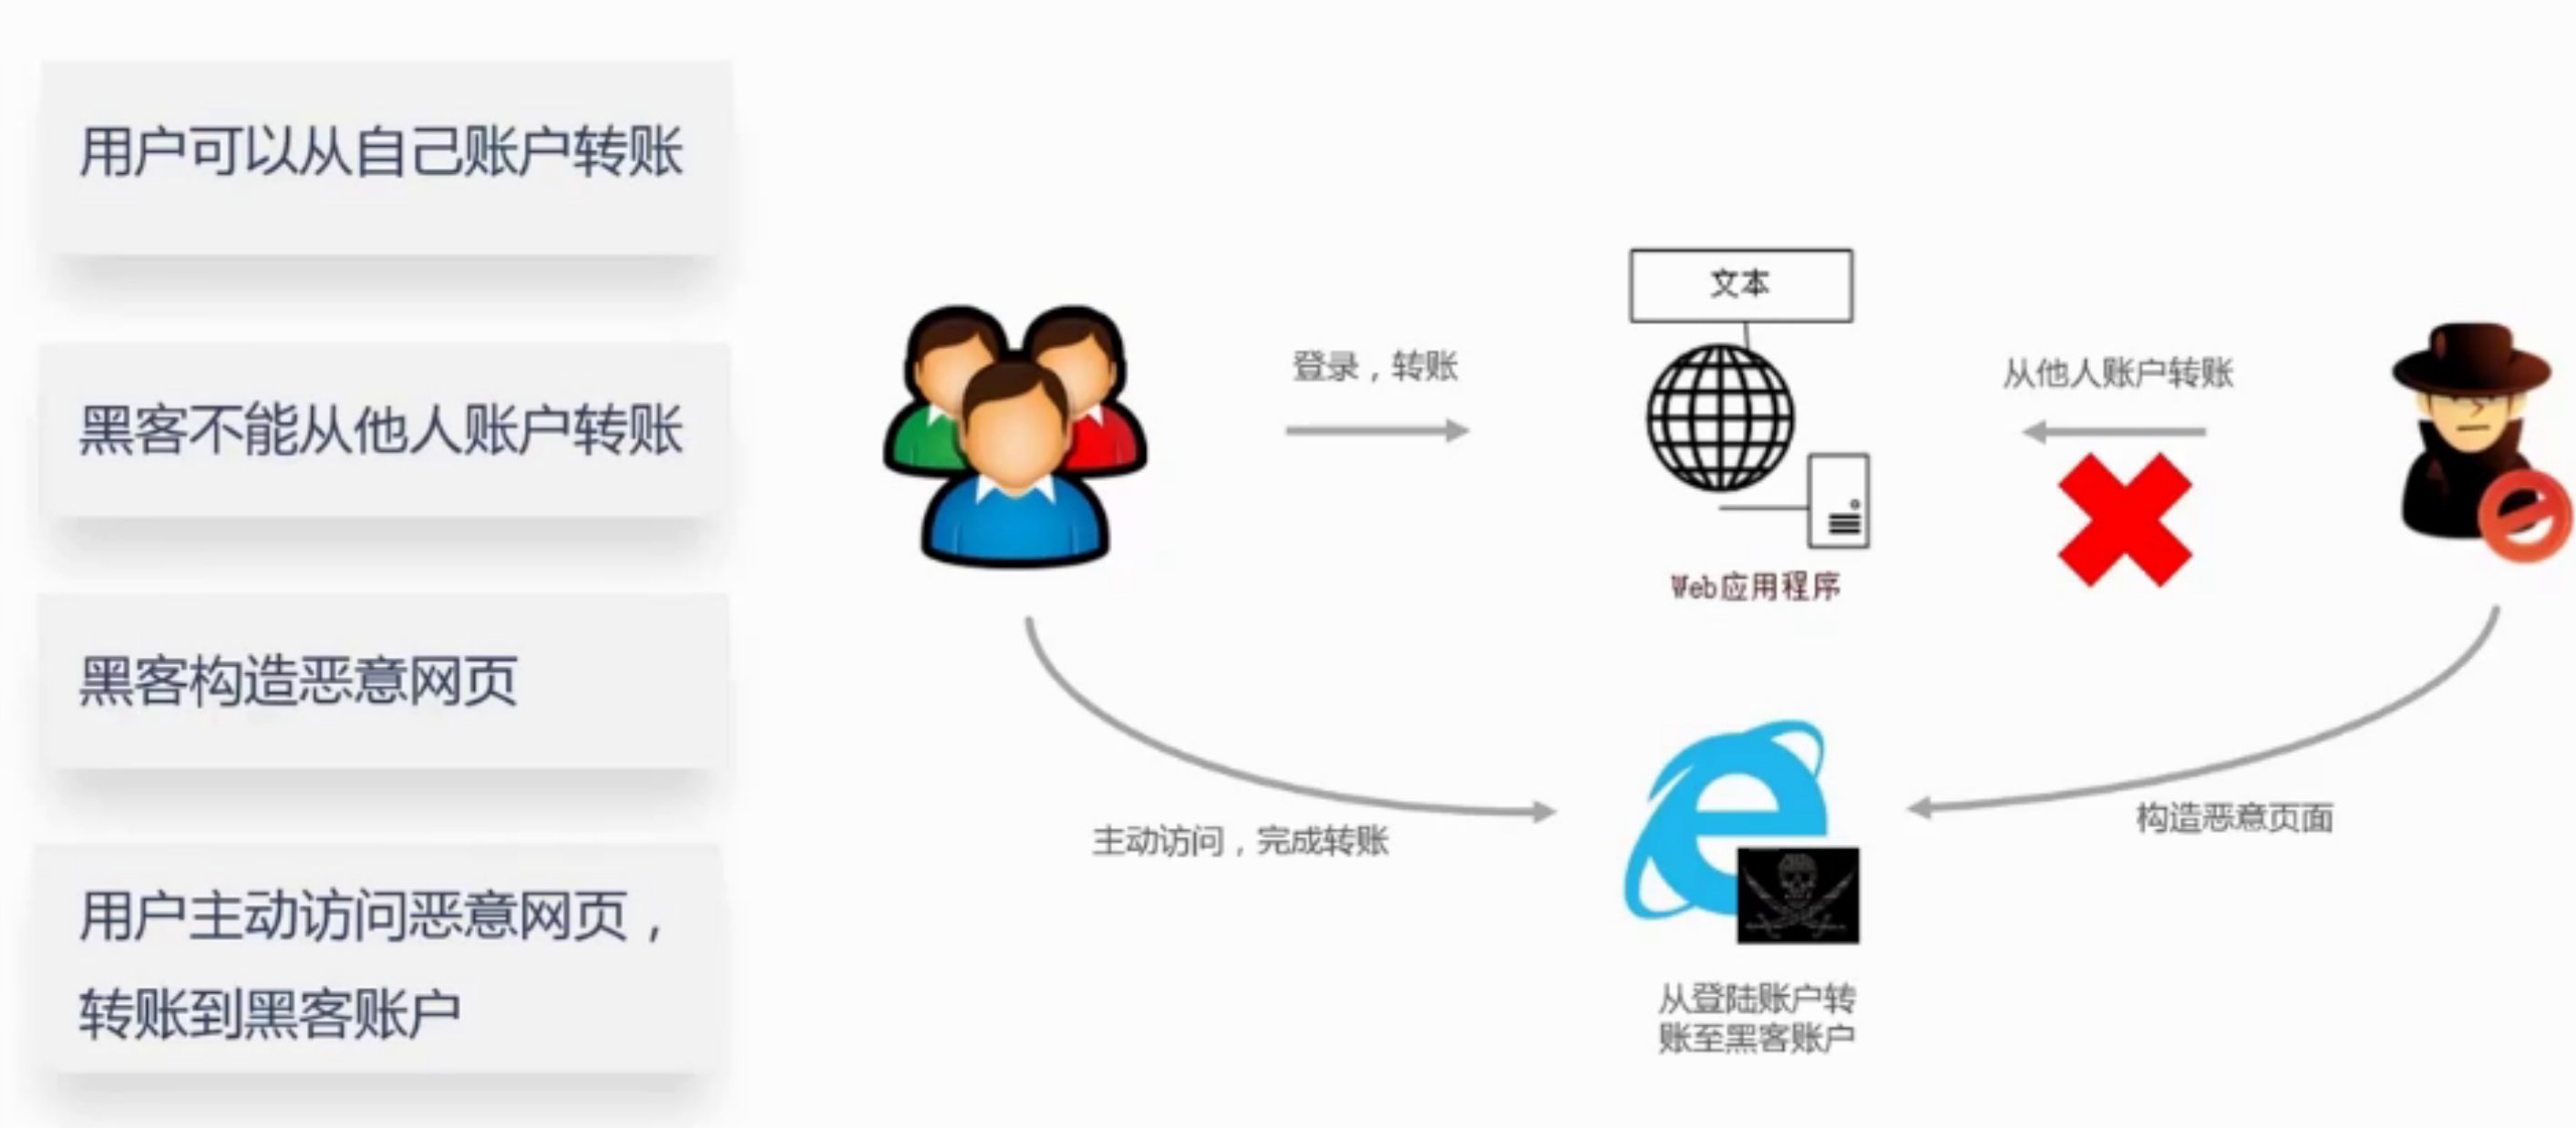 用户可以从自己账户转账
黑客不能从他人账户转账
黑客构造恶意网页
用户主动访问恶意网页，
转账到黑客账户
文本
登录，转账
从他人账户转账
Web应用程序
主动访问，完成转账
构造恶意页面
从登陆账户转
账至黑客账户